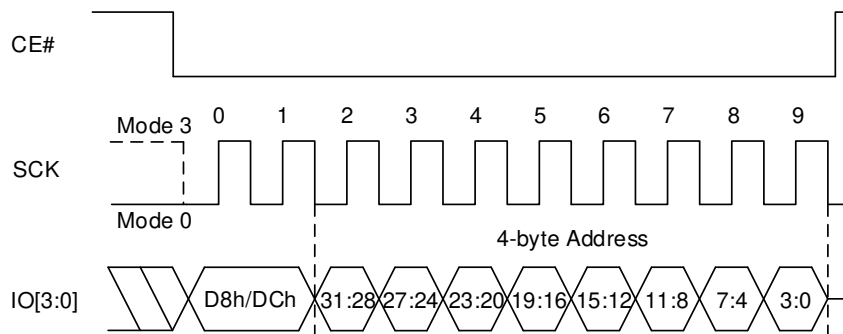 CE#
Mode 3 0 1 2 3 4 5 6 7 8 9
SCK
Mode 0
4-byte Address
IO[3:0] D8h/DCh 31:28 27:24 23:20 19:16 15:12 11:8 7:4 3:0